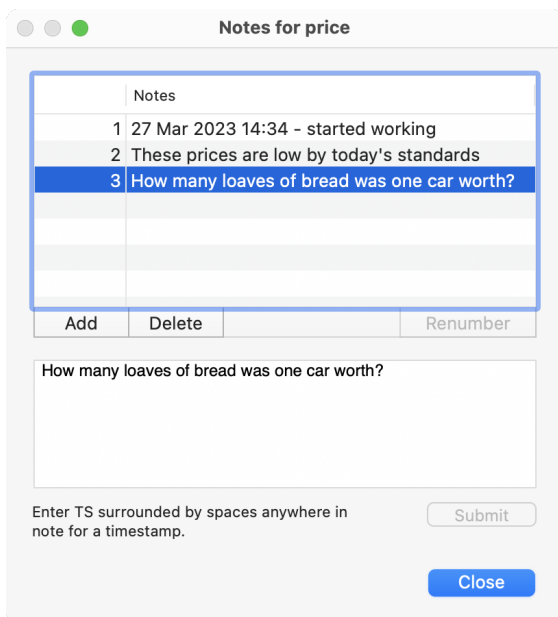 Notes for price
Notes
1 27 Mar 2023 14:34 - started working
2 These prices are low by today's standards
3 How many loaves of bread was one car worth?
Add Delete Renumber
How many loaves of bread was one car worth?
Enter TS surrounded by spaces anywhere in
note for a timestamp.
Submit
Close